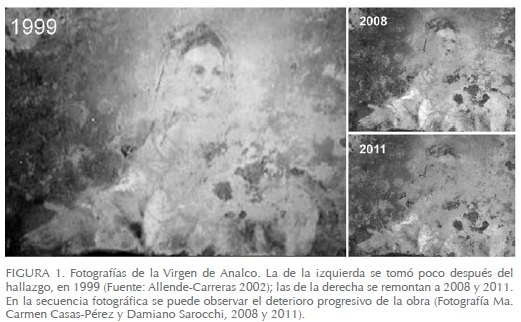 1999
2008
2011
FIGURA 1. Fotografías de la Virgen de Analco. La de la izquierda se tomó poco después del
hallazgo, en 1999 (Fuente: Allende-Carreras 2002); las de la derecha se remontan a 2008 y 2011.
En la secuencia fotográfica se puede observar el deterioro progresivo de la obra (Fotografía Ma.
Carmen Casas-Pérez y Damiano Sarocchi, 2008 y 2011).